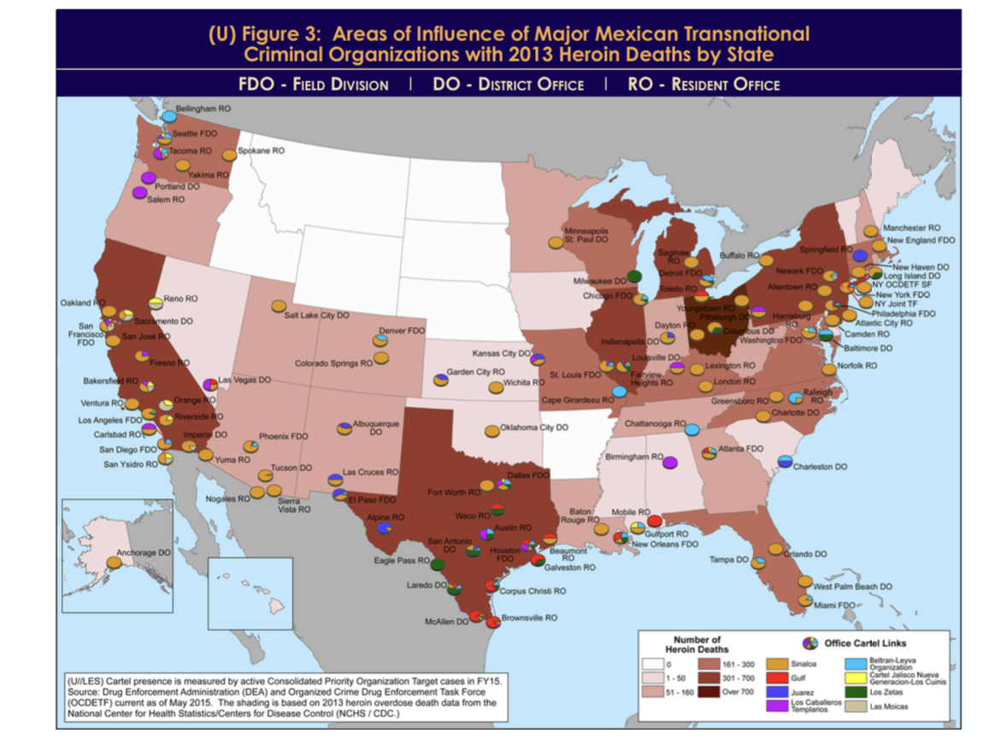 (U) Figure 3: Areas of Influence of Major Mexican Transnational
Criminal Organizations with 2013 Heroin Deaths by State
FDO - Field Division | DO - District Office | RO - Resident Office
Bellingham RO
Seattle FDO
Tacoma RO
Spokane RO
Yakima RO
Portland DO
Salem RO
Minneapolis
St. Paul DO
Manchester RO
New England FDO
Springfield RO
Saginaw
RO
Buffalo RO
New Haven DO
Long Island DO
Newark FDO
Detroit FDO
Milwaukee DO
Toledo RO
Allentown RO
NY OCDETF SF
New York FDO
NY Joint TF
Chicago FDO
Reno RO
Oakland RO
Salt Lake City DO
Youngstown RO
Pittsburgh DO
Philadelphia FDO
Harrisburg
RO
Atlantic City RO
Sacramento DO
San
Francisco
FDO
San Jose RO
Denver FDO
Dayton RO
Columbus DO
Camden RO
Washington FDO
Baltimore DO
Indianapolis DO
Colorado Springs RO
Kansas City DO
Louisville DO
Fresno RO
Garden City RO
St. Louis FDO
Lexington RO
Norfolk RO
Bakersfield RO
Las Vegas DO
Wichita RO
Fairview
Heights RO
London RO
Raleigh
RO
Cape Girardeau RO
Greensboro RO
Ventura RO
Orange RO
Riverside RO
Charlotte DO
Los Angeles FDO
Albuquerque
DO
Oklahoma City DO
Chattanooga RO
Carlsbad RO
Imperial DO
Phoenix FDO
San Diego FDO
Atlanta FDO
Birmingham RO
San Ysidro RO
Yuma RO
Charleston DO
Tucson DO
Las Cruces RO
Dallas FDO
Nogales RO
Sierra
Vista RO
El Paso FDO
Fort Worth RO
Waco RO
Baton
Rouge RO
Mobile RO
Alpine RO
Austin RO
Gulfport RO
San Antonio
DO
Houston
FDO
Beaumont
RO
New Orleans FDO
Anchorage DO
Eagle Pass RO
Galveston RO
Tampa DO
Orlando DO
Laredo DO
Corpus Christi RO
West Palm Beach DO
Miami FDO
McAllen DO
Brownsville RO
Number of
Heroin Deaths
Office Cartel Links
0
161 - 300
Sinaloa
Beltran-Leyva
Organization
1 - 50
301 - 700
Gulf
Cartel Jalisco Nueva
Generacion-Los Cuinis
51 - 160
Over 700
Juarez
Los Zetas
Los Caballeros
Templarios
Las Moicas
(U//LES) Cartel presence is measured by active Consolidated Priority Organization Target cases in FY15.
Source: Drug Enforcement Administration (DEA) and Organized Crime Drug Enforcement Task Force
(OCDETF) current as of May 2015. The shading is based on 2013 heroin overdose death data from the
National Center for Health Statistics/Centers for Disease Control (NCHS / CDC.)